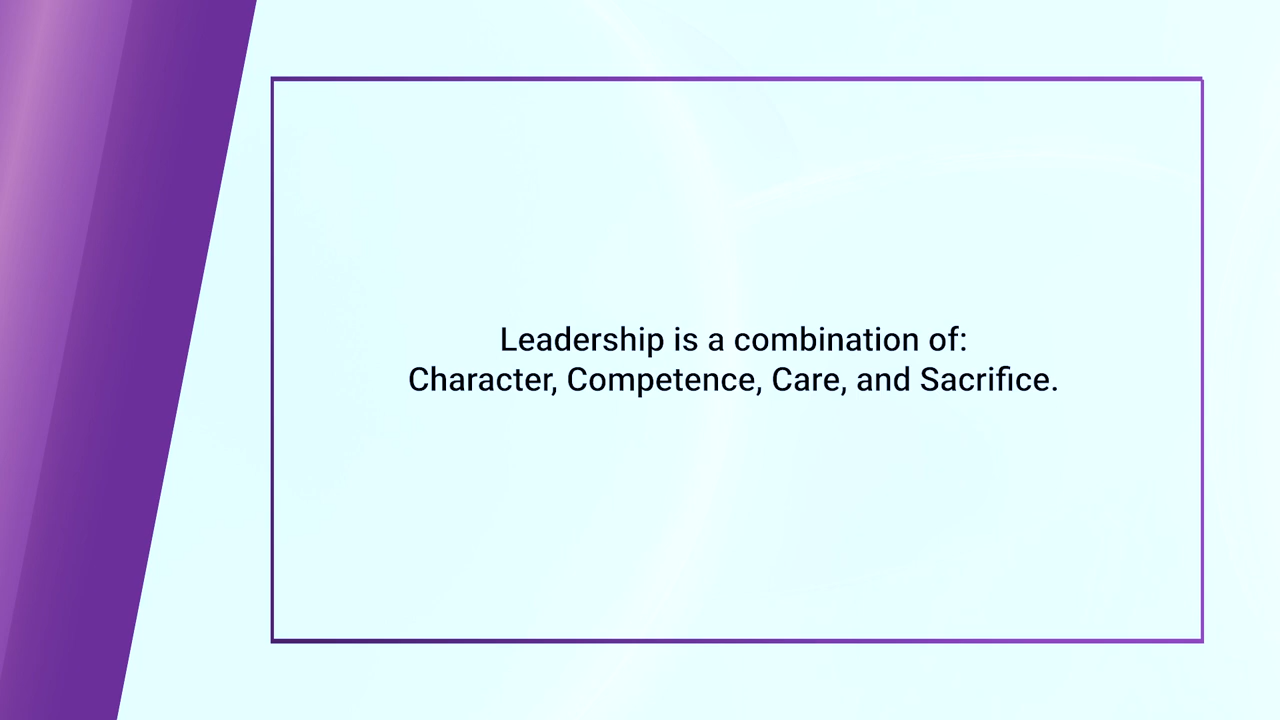 Leadership is a combination of:
Character, Competence, Care, and Sacrifice.